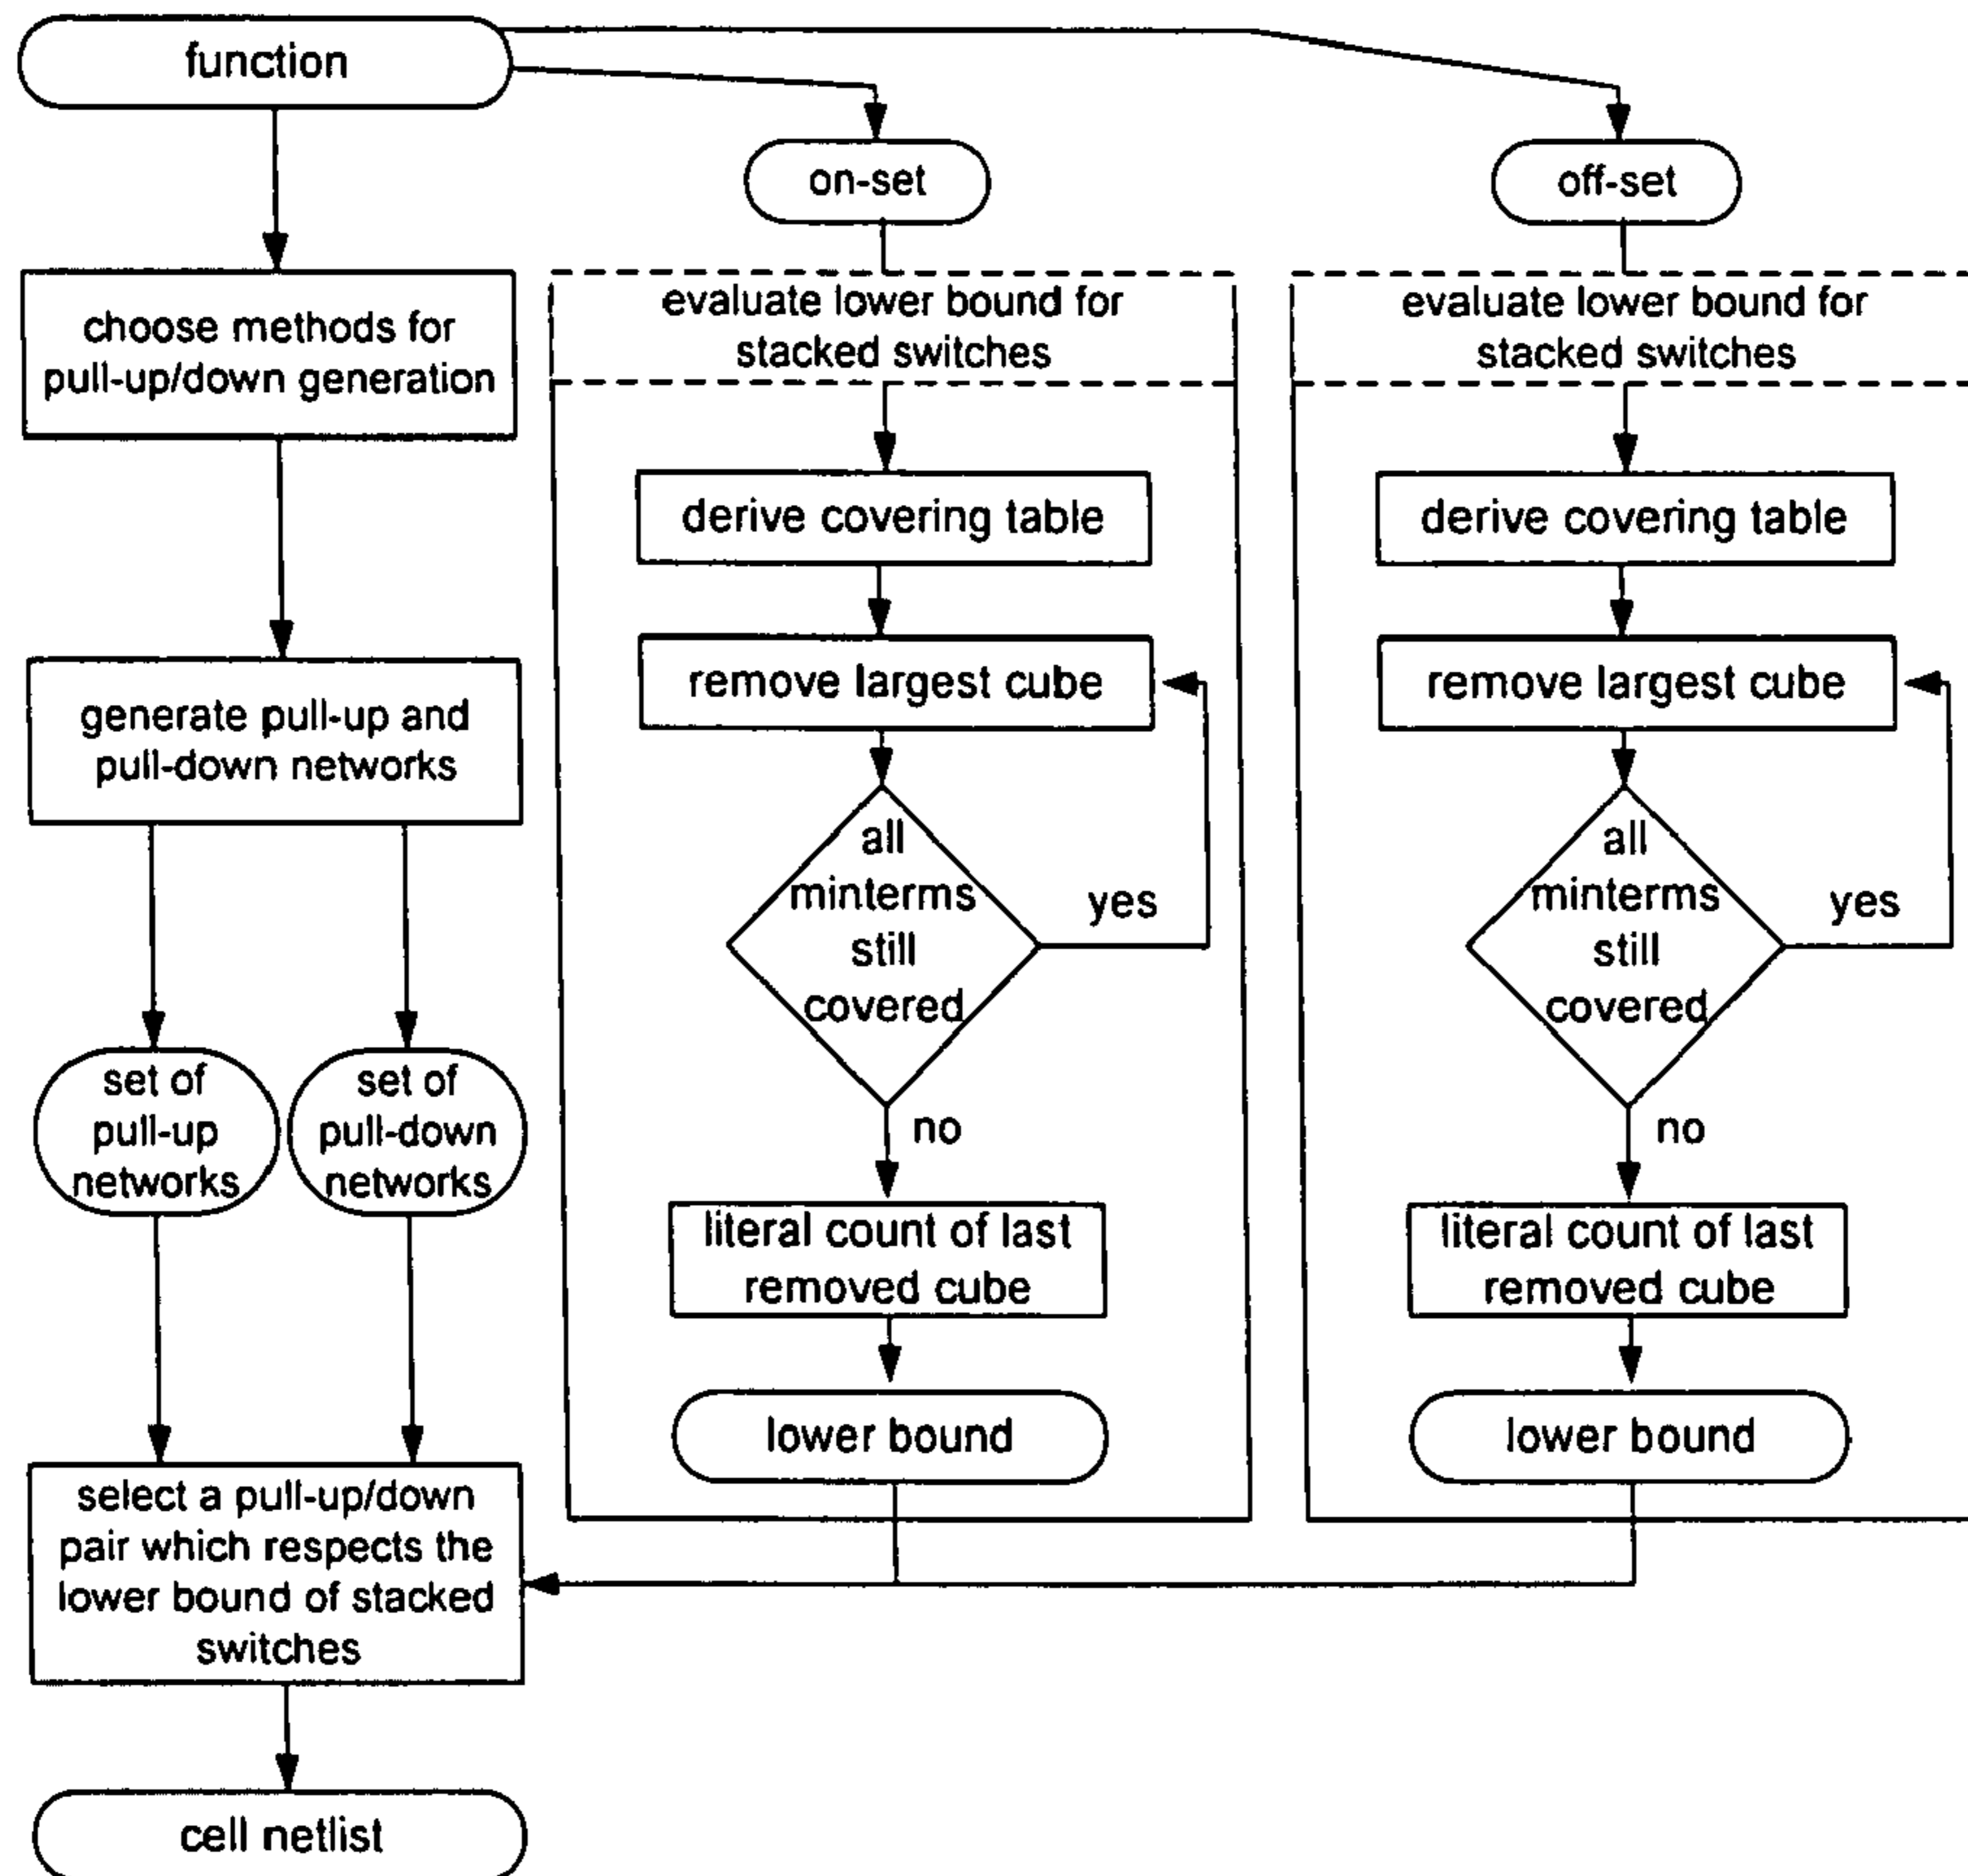 function
choose methods for
pull-up/down generation
generate pull-up and
pull-down networks
set of
pull-up
networks
set of
pull-down
networks
select a pull-up/down
pair which respects the
lower bound of stacked
switches
cell netlist
on-set
evaluate lower bound for
stacked switches
derive covering table
remove largest cube
all
minterms
still
covered
yes
no
literal count of last
removed cube
lower bound
off-set
evaluate lower bound for
stacked switches
derive covering table
remove largest cube
all
minterms
still
covered
yes
no
literal count of last
removed cube
lower bound